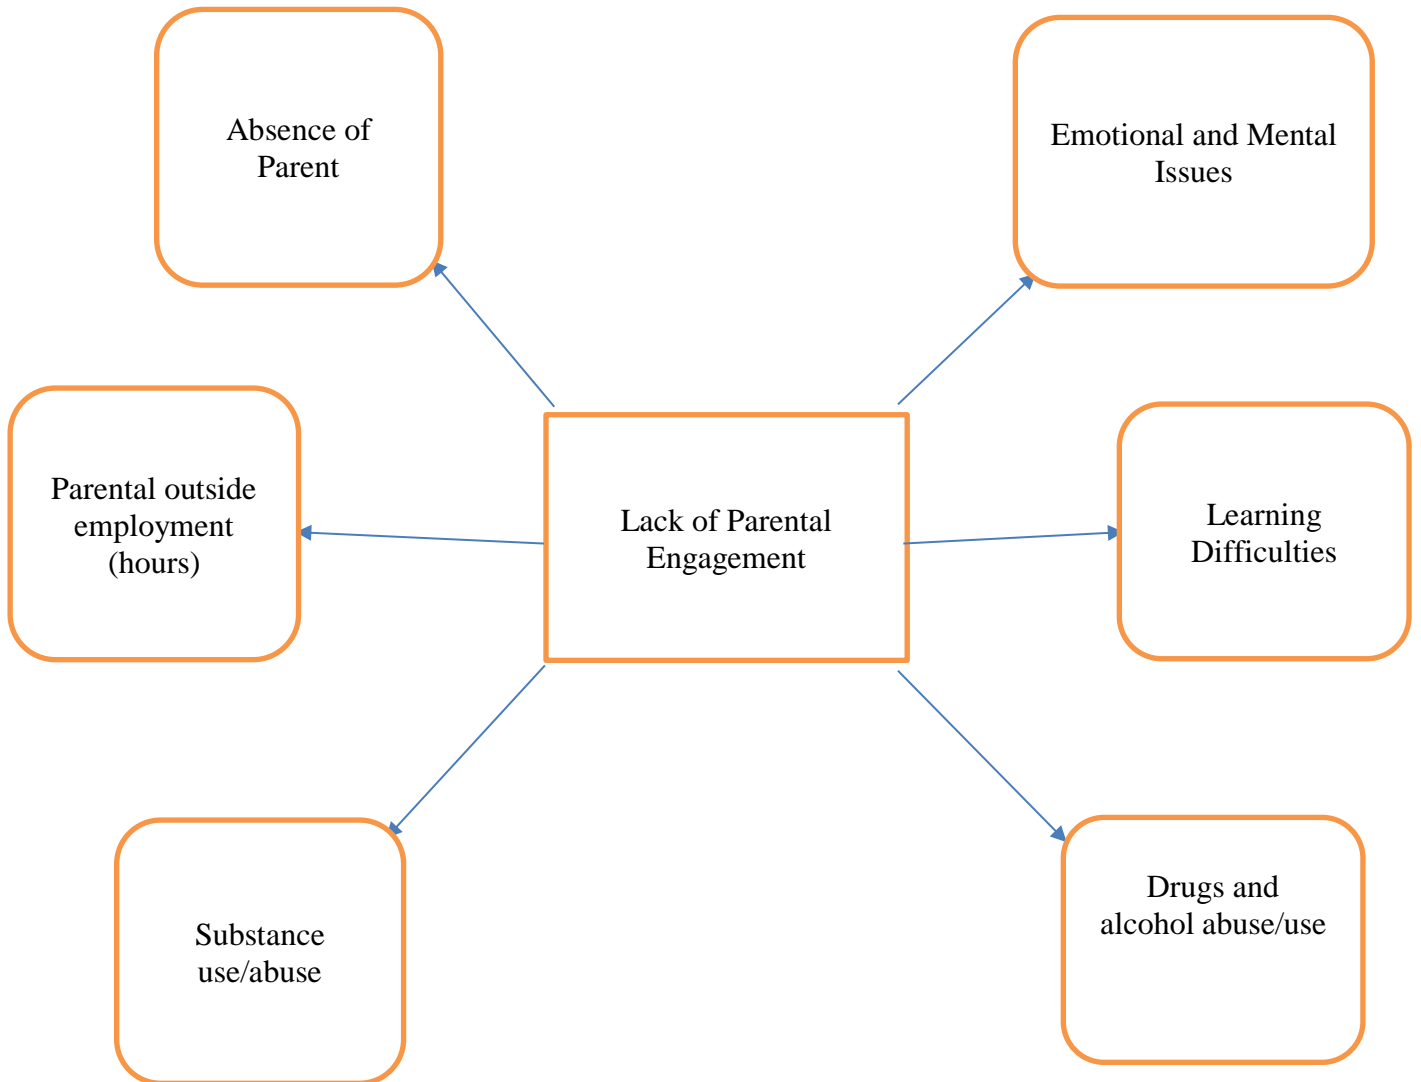 Absence of
Parent
Emotional and Mental
Issues
Parental outside
employment
(hours)
Lack of Parental
Engagement
Learning
Difficulties
Substance
use/abuse
Drugs and
alcohol abuse/use